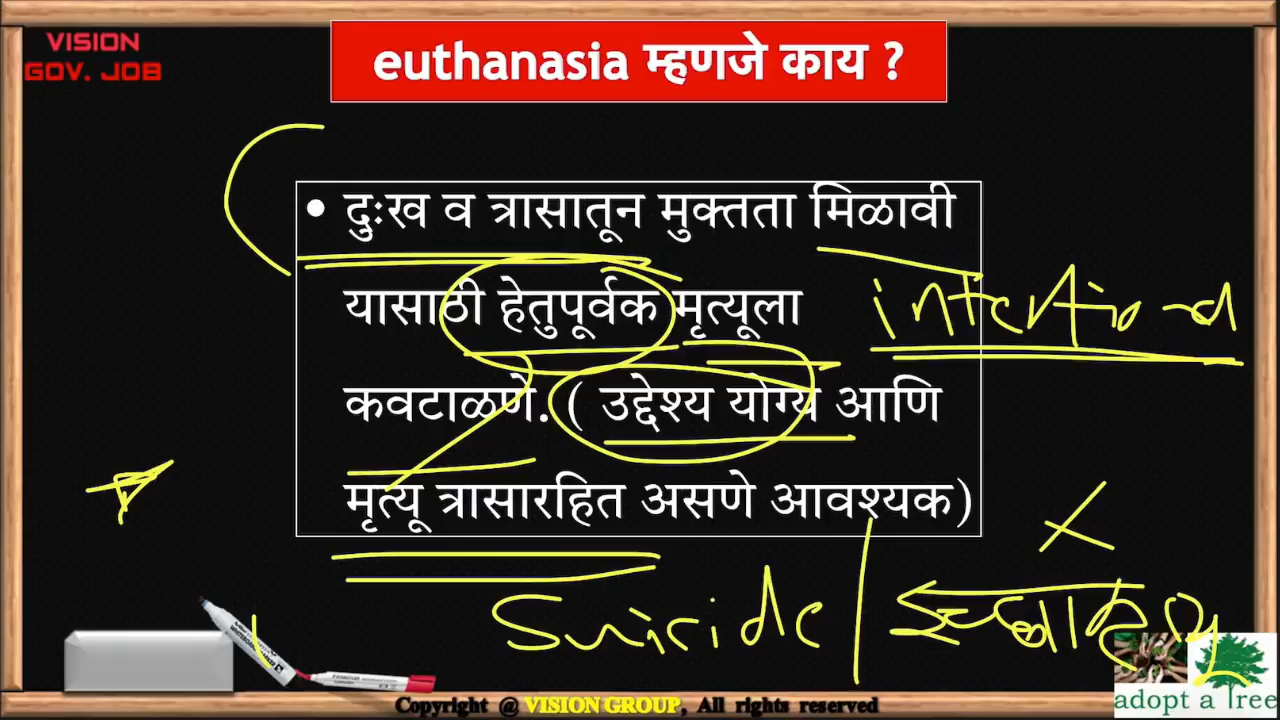 VISION
GOV. JOB
euthanasia म्हणजे काय ?
• दुःख व त्रासातून मुक्तता मिळावी
यासाठी हेतुपूर्वक मृत्यूला
intentional
कवटाळणे. ( उद्देश्य योग्य आणि
मृत्यू त्रासारहित असणे आवश्यक)
Suicide /
Copyright @ VISION GROUP, All rights reserved
adopt a Tree